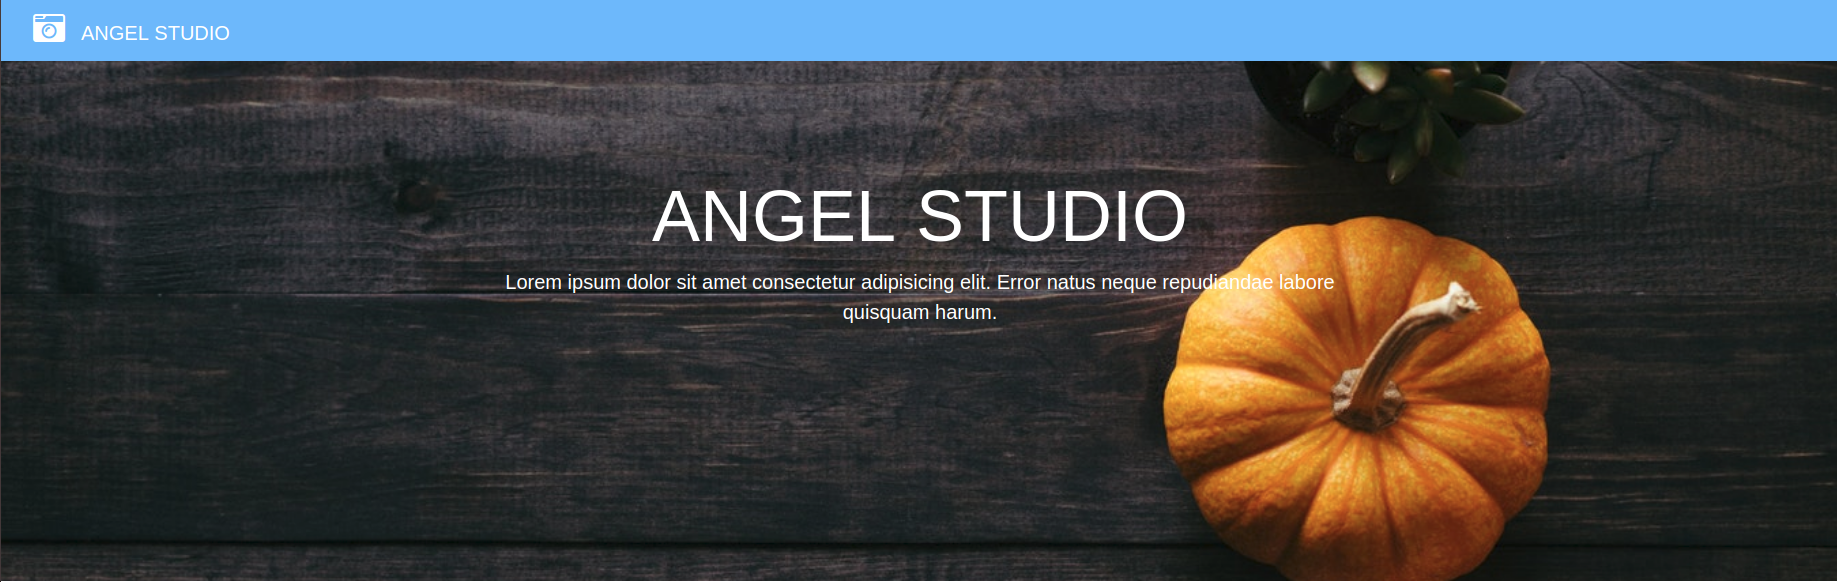 ANGEL STUDIO
ANGEL STUDIO
Lorem ipsum dolor sit amet consectetur adipisicing elit. Error natus neque repudiandae labore
quisquam harum.